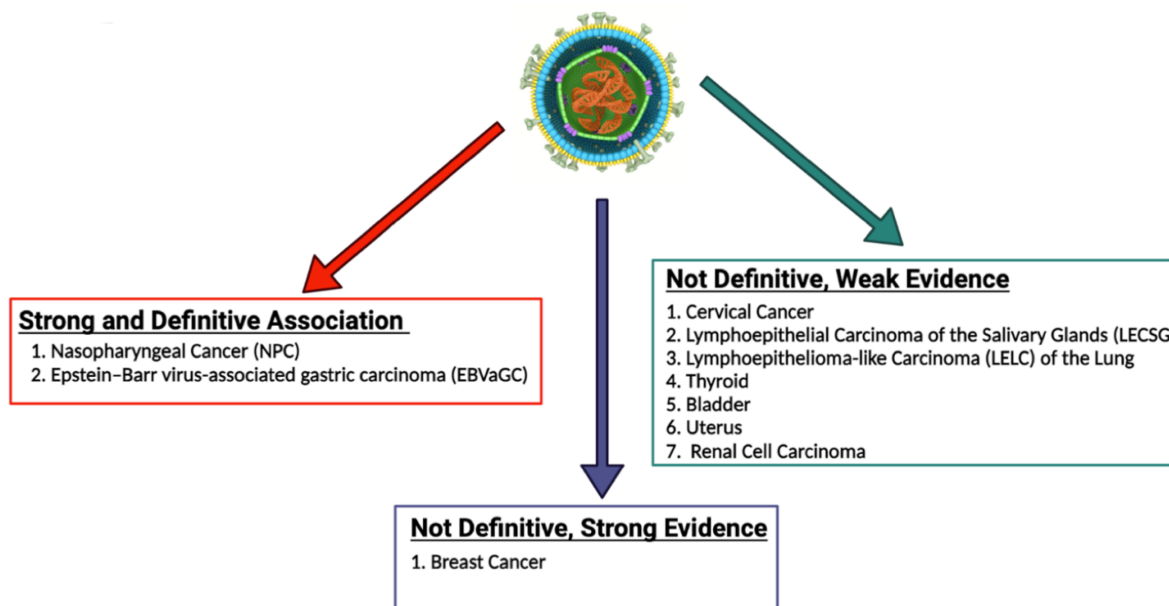 Strong and Definitive Association
1. Nasopharyngeal Cancer (NPC)
2. Epstein–Barr virus-associated gastric carcinoma (EBVaGC)
Not Definitive, Weak Evidence
1. Cervical Cancer
2. Lymphoepithelial Carcinoma of the Salivary Glands (LECSG
3. Lymphoepithelioma-like Carcinoma (LELC) of the Lung
4. Thyroid
5. Bladder
6. Uterus
7. Renal Cell Carcinoma
Not Definitive, Strong Evidence
1. Breast Cancer